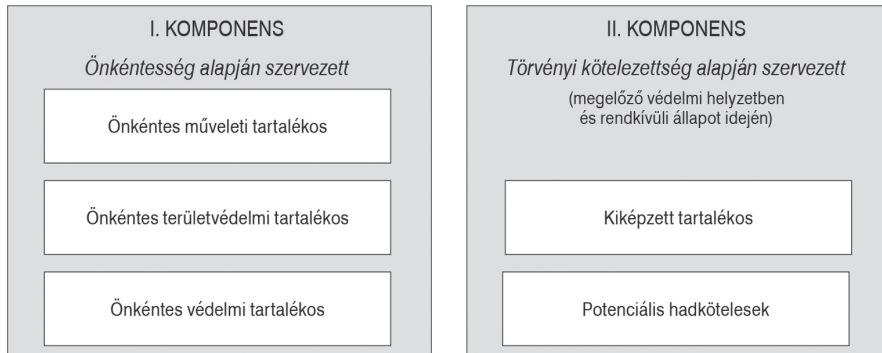 I. KOMPONENS
Önkéntesség alapján szervezett
Önkéntes műveleti tartalékos
Önkéntes területvédelmi tartalékos
Önkéntes védelmi tartalékos
II. KOMPONENS
Törvényi kötelezettség alapján szervezett
(megelőző védelmi helyzetben
és rendkívüli állapot idején)
Kiképzett tartalékos
Potenciális hadkötelesek